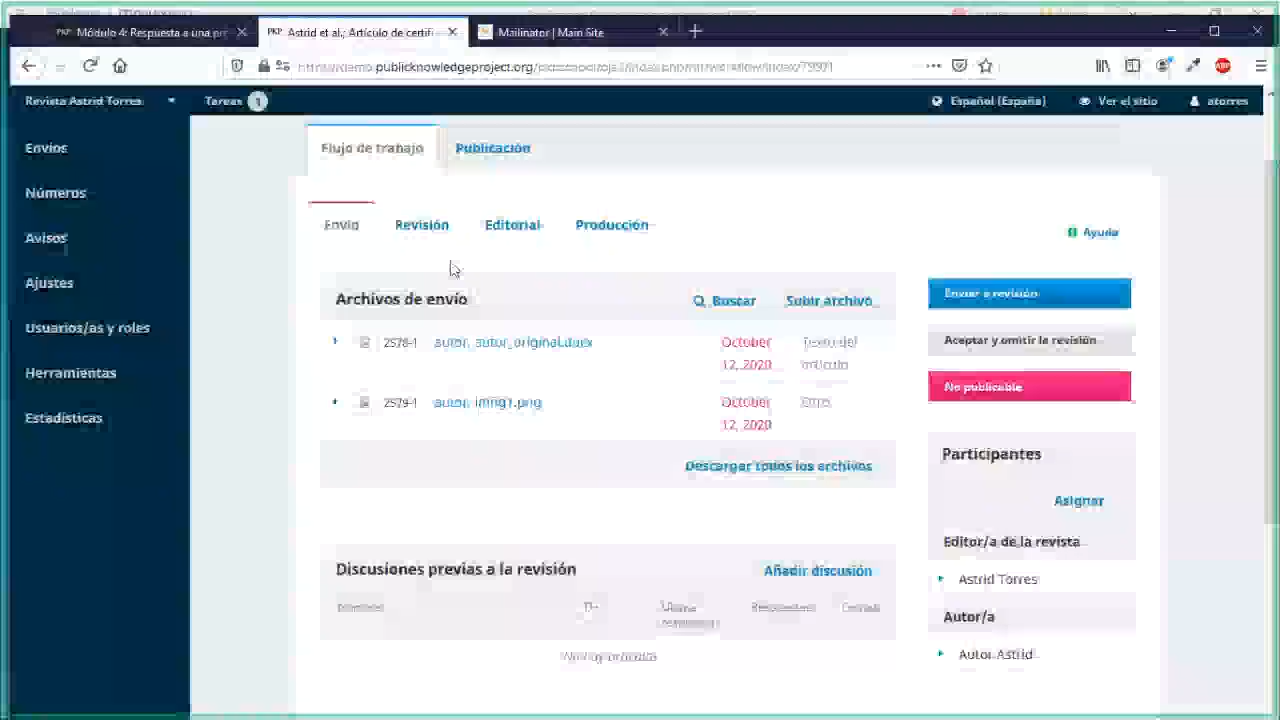 Módulo 4: Respuesta a una pr
Astrid et al.; Artículo de certifi
Mailinator | Main Site
publicknowledgeproject.org/
Revista Astrid Torres
Tareas 1
Español (España)
Ver el sitio
atorres
Envíos
Números
Avisos
Ajustes
Usuarios/as y roles
Herramientas
Estadísticas
Flujo de trabajo
Publicación
Envío
Revisión
Editorial
Producción
Ayuda
Archivos de envío
Buscar
Subir archivo
2578-1 autor, autor_original.docx October 12, 2020 Texto del artículo
2579-1 autor, imng1.png October 12, 2020 Otro
Descargar todos los archivos
Enviar a revisión
Aceptar y omitir la revisión
No publicable
Participantes
Asignar
Editor/a de la revista
Astrid Torres
Autor/a
Autor Astrid
Discusiones previas a la revisión
Añadir discusión